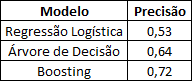 Modelo Precisão
Regressão Logística 0,53
Árvore de Decisão 0,64
Boosting 0,72